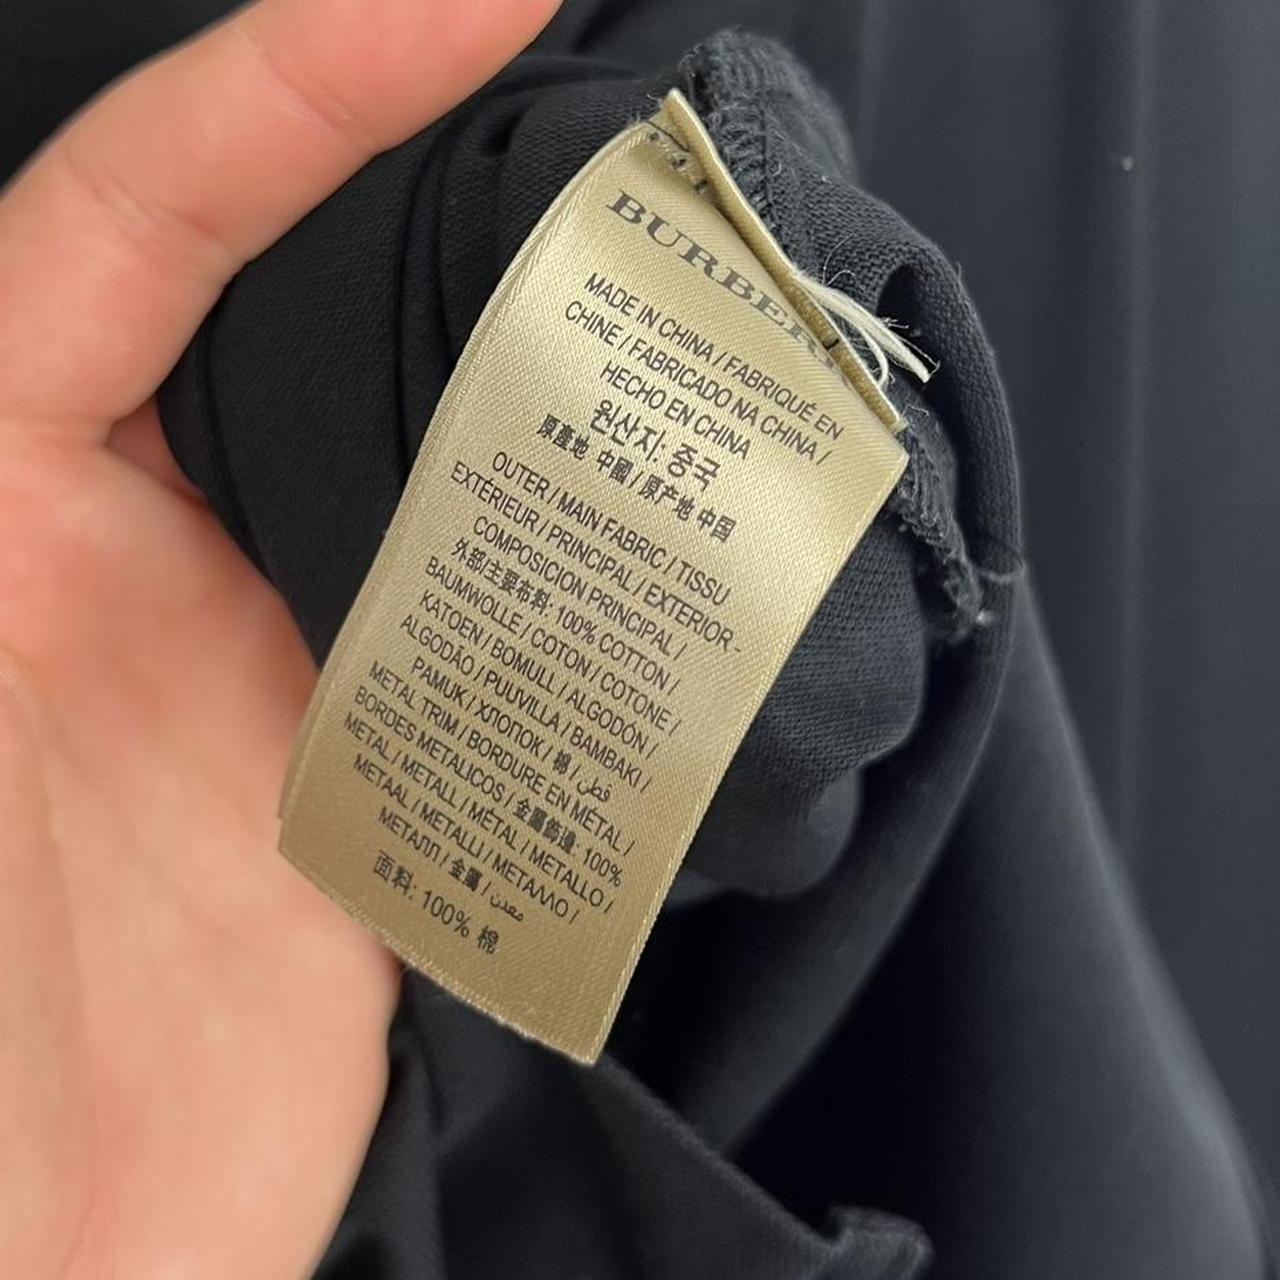 BURBERRY
MADE IN CHINA / FABRIQUÉ EN
CHINE / FABRICADO NA CHINA /
HECHO EN CHINA
원산지: 중국
原產地 中國 / 原产地 中国
OUTER / MAIN FABRIC / TISSU
EXTÉRIEUR / PRINCIPAL / EXTERIOR -
COMPOSICION PRINCIPAL /
外部/主要布料: 100% COTTON /
BAUMWOLLE / COTON / COTONE /
KATOEN / BOMULL / ALGODÓN /
ALGODÃO / PUUVILLA / BAMBAKI /
PAMUK / ХЛОПОК / 棉 / قطن
METAL TRIM / BORDURE EN MÉTAL /
BORDES METALICOS / 金屬飾邊: 100%
METAL / METALL / MÉTAL / METALLO /
METAAL / METALLI / ΜΕΤΑΛΛΟ /
МЕТАЛЛ / 金屬 / معدن
面料: 100% 棉